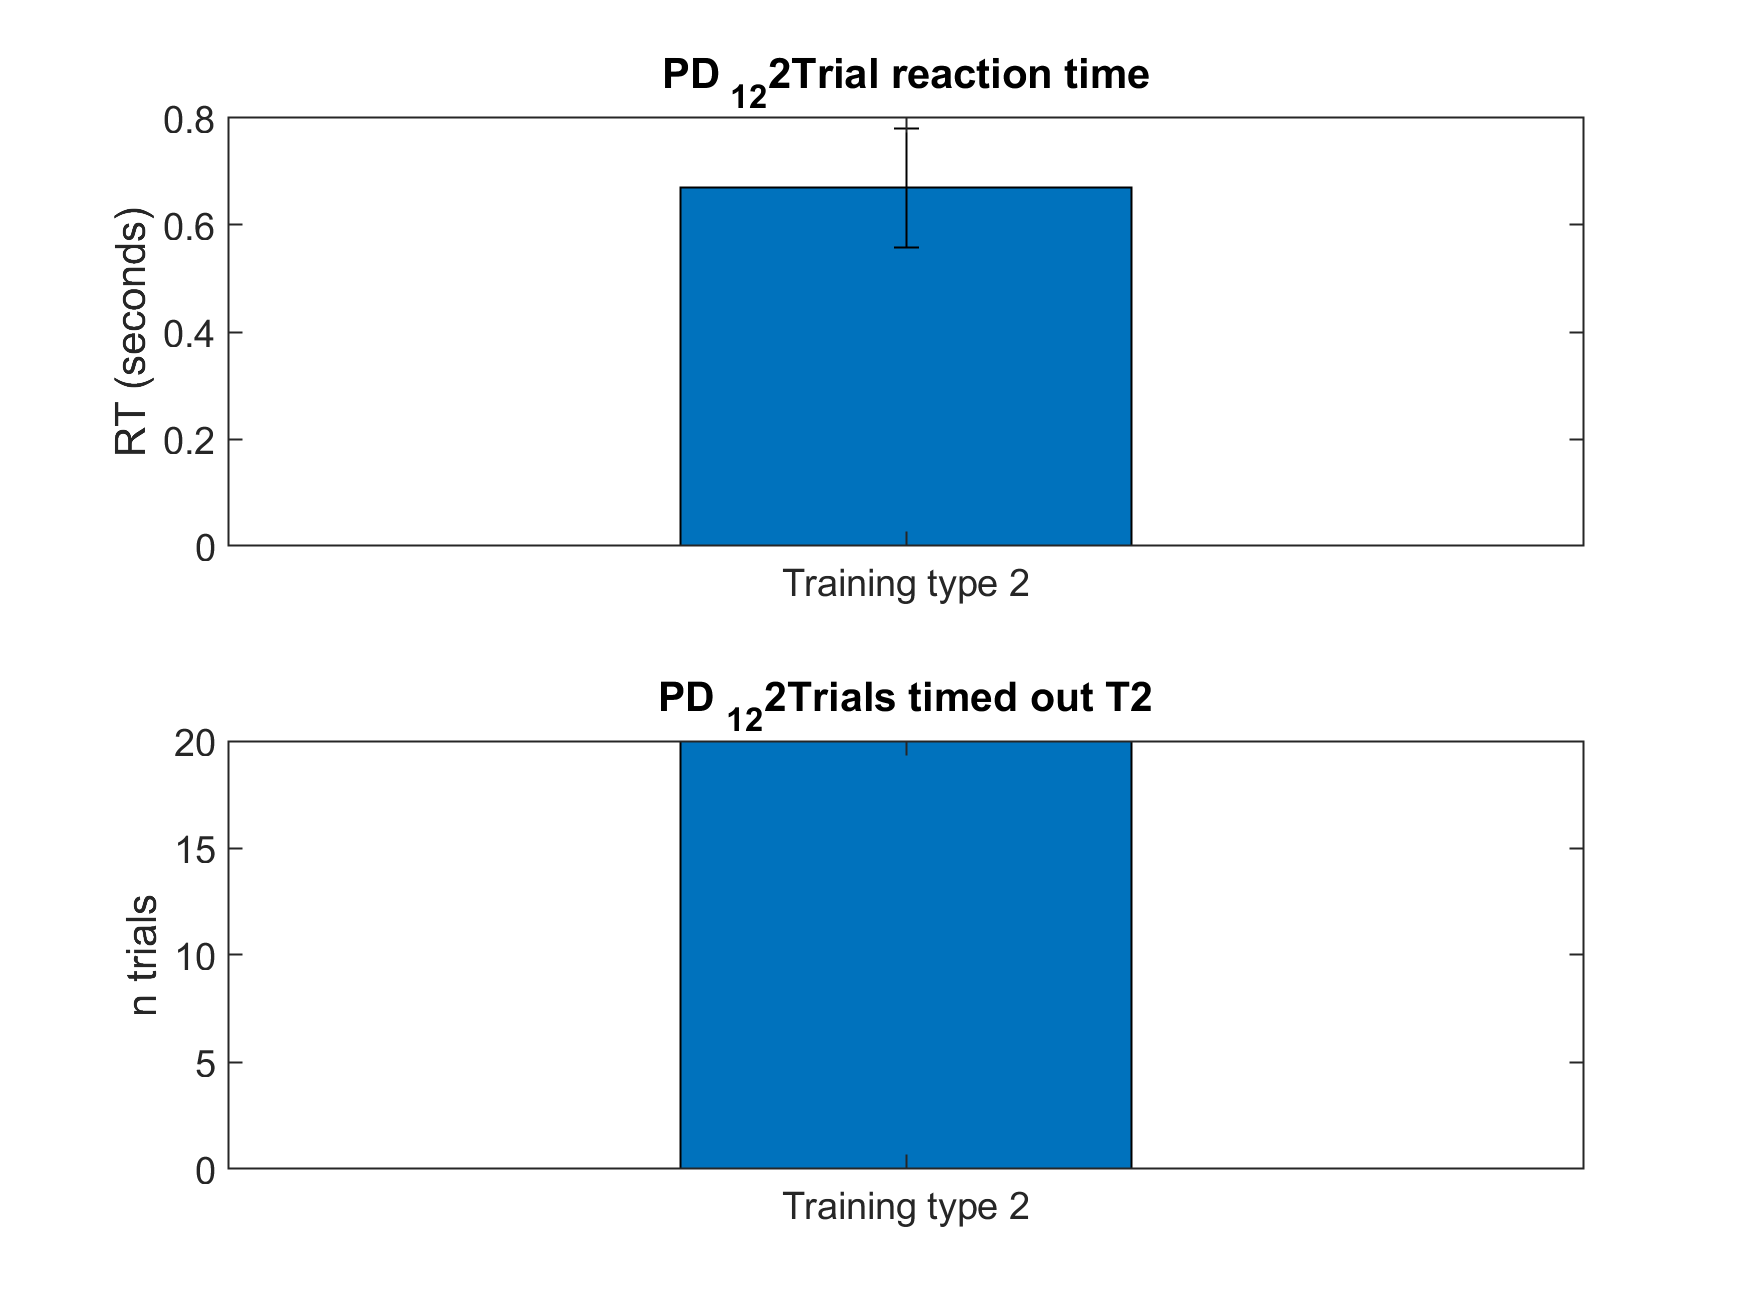 PD 122Trial reaction time
0.8
0.6
0.4
0.2
0
RT (seconds)
Training type 2
PD 122Trials timed out T2
20
15
10
5
0
n trials
Training type 2